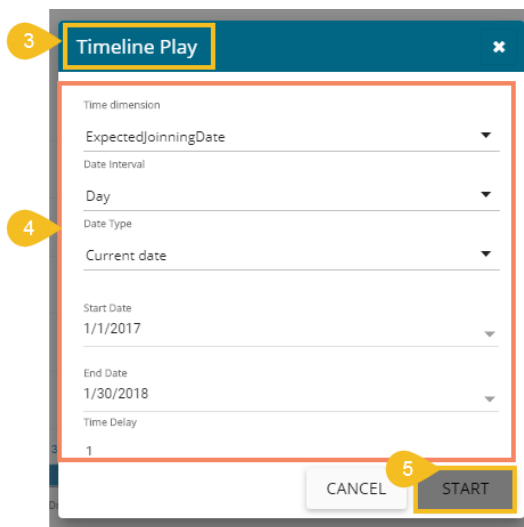 3
Timeline Play
Time dimension
ExpectedJoinningDate
Date Interval
Day
4
Date Type
Current date
Start Date
1/1/2017
End Date
1/30/2018
Time Delay
1
5
CANCEL
START